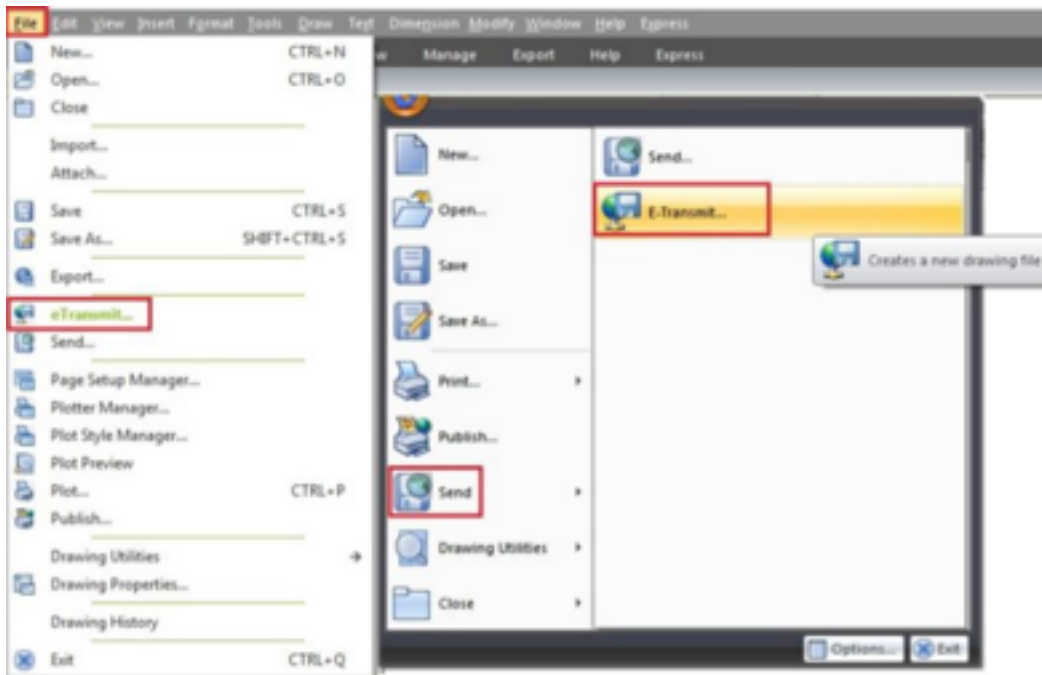 File Edit View Insert Format Tools Draw Text Dimension Modify Window Help Express
w Manage Export Help Express
New... CTRL+N
Open... CTRL+O
Close
Import...
Attach...
Save CTRL+S
Save As... SHIFT+CTRL+S
Export...
eTransmit...
Send...
Page Setup Manager...
Plotter Manager...
Plot Style Manager...
Plot Preview
Plot... CTRL+P
Publish...
Drawing Utilities
Drawing Properties...
Drawing History
Exit CTRL+Q
New...
Open...
Save
Save As...
Print...
Publish...
Send
Drawing Utilities
Close
Send...
E-Transmit...
Creates a new drawing file
Options... Exit